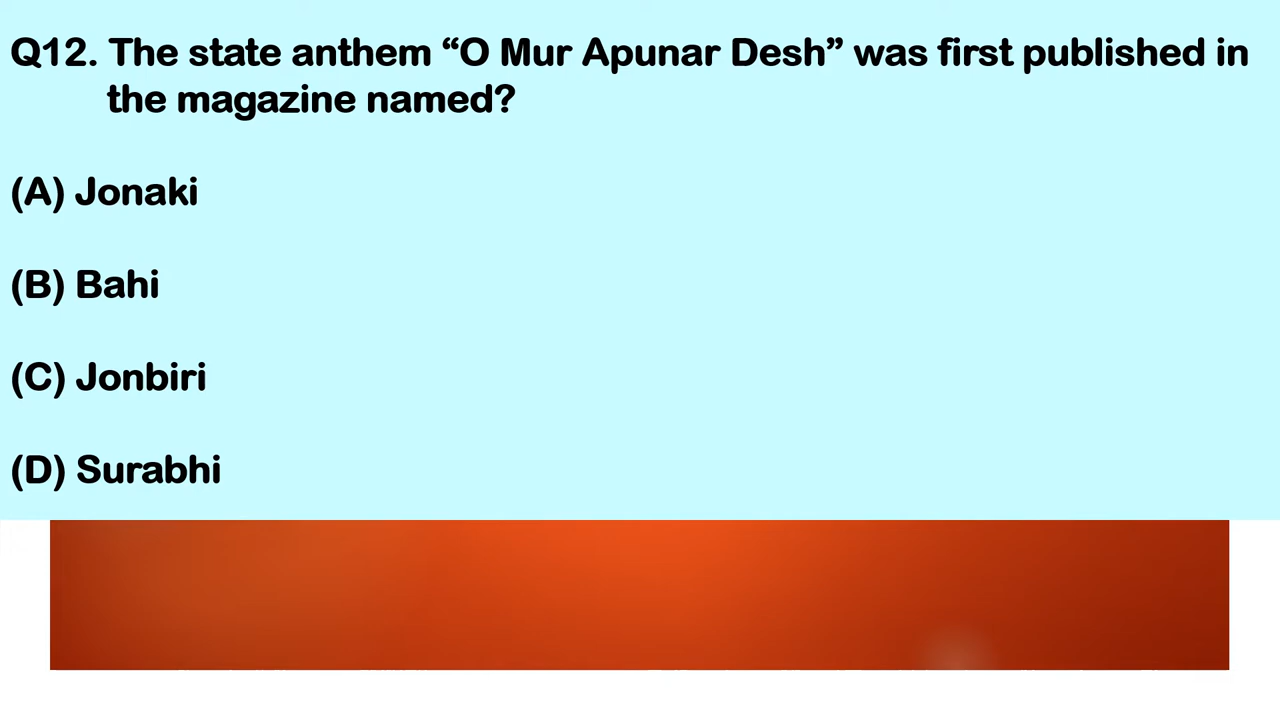 Q12. The state anthem “O Mur Apunar Desh” was first published in
the magazine named?
(A) Jonaki
(B) Bahi
(C) Jonbiri
(D) Surabhi